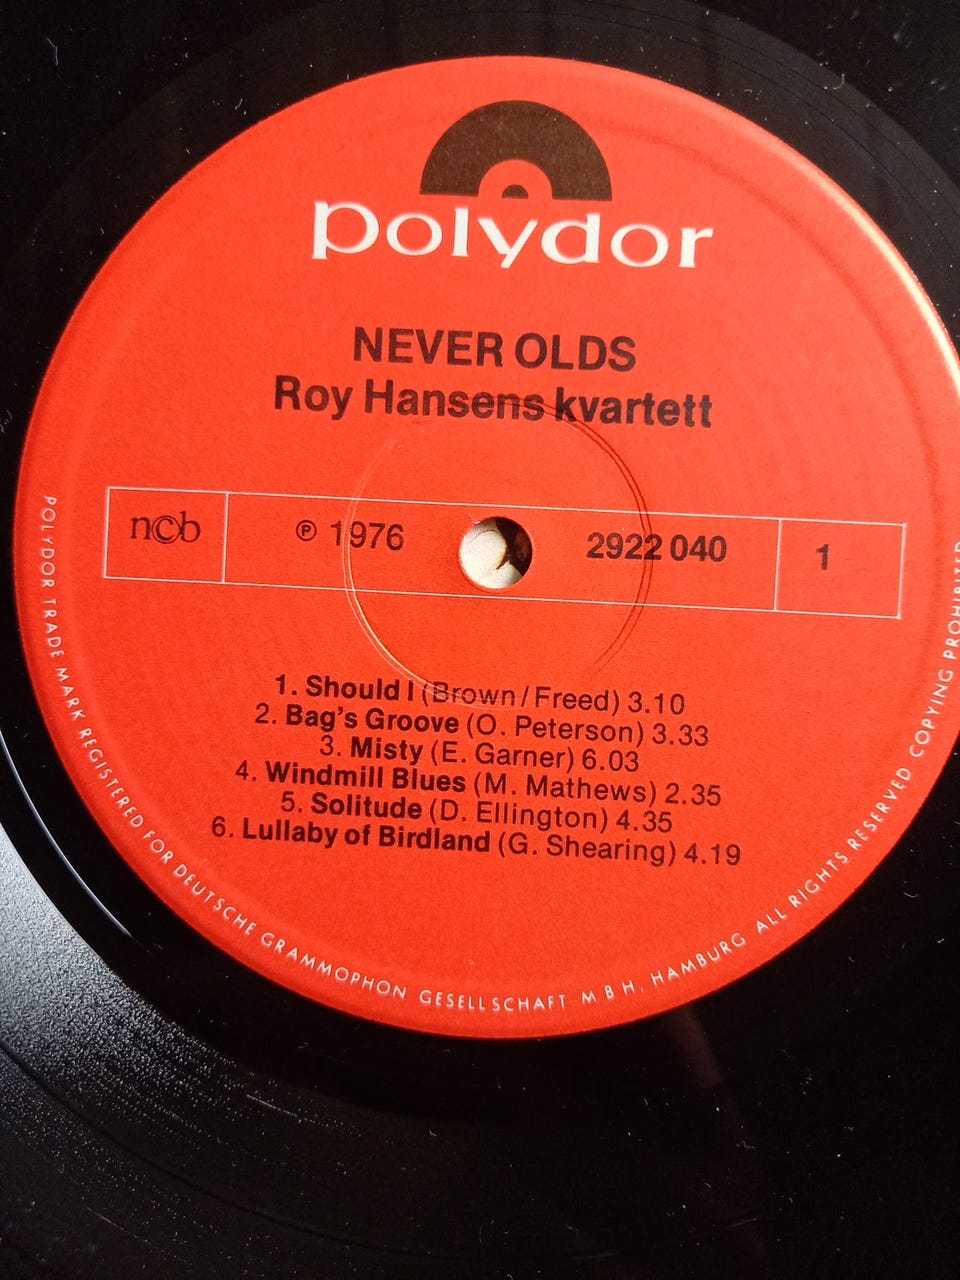 polydor
NEVER OLDS
Roy Hansens kvartett
n©b ℗ 1976 2922 040 1
1. Should I (Brown/Freed) 3.10
2. Bag's Groove (O. Peterson) 3.33
3. Misty (E. Garner) 6.03
4. Windmill Blues (M. Mathews) 2.35
5. Solitude (D. Ellington) 4.35
6. Lullaby of Birdland (G. Shearing) 4.19
POLYDOR TRADE MARK REGISTERED FOR DEUTSCHE GRAMMOPHON GESELLSCHAFT MBH. HAMBURG ALL RIGHTS RESERVED COPYING PROHIBITED